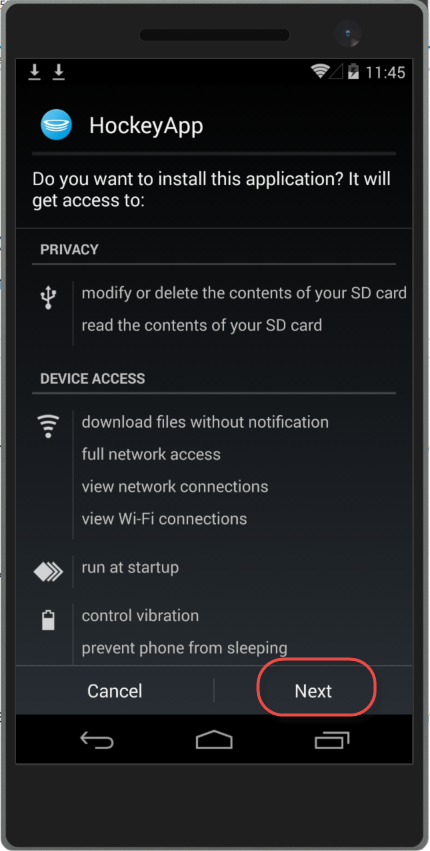 11:45
HockeyApp
Do you want to install this application? It will
get access to:
PRIVACY
modify or delete the contents of your SD card
read the contents of your SD card
DEVICE ACCESS
download files without notification
full network access
view network connections
view Wi-Fi connections
run at startup
control vibration
prevent phone from sleeping
Cancel
Next